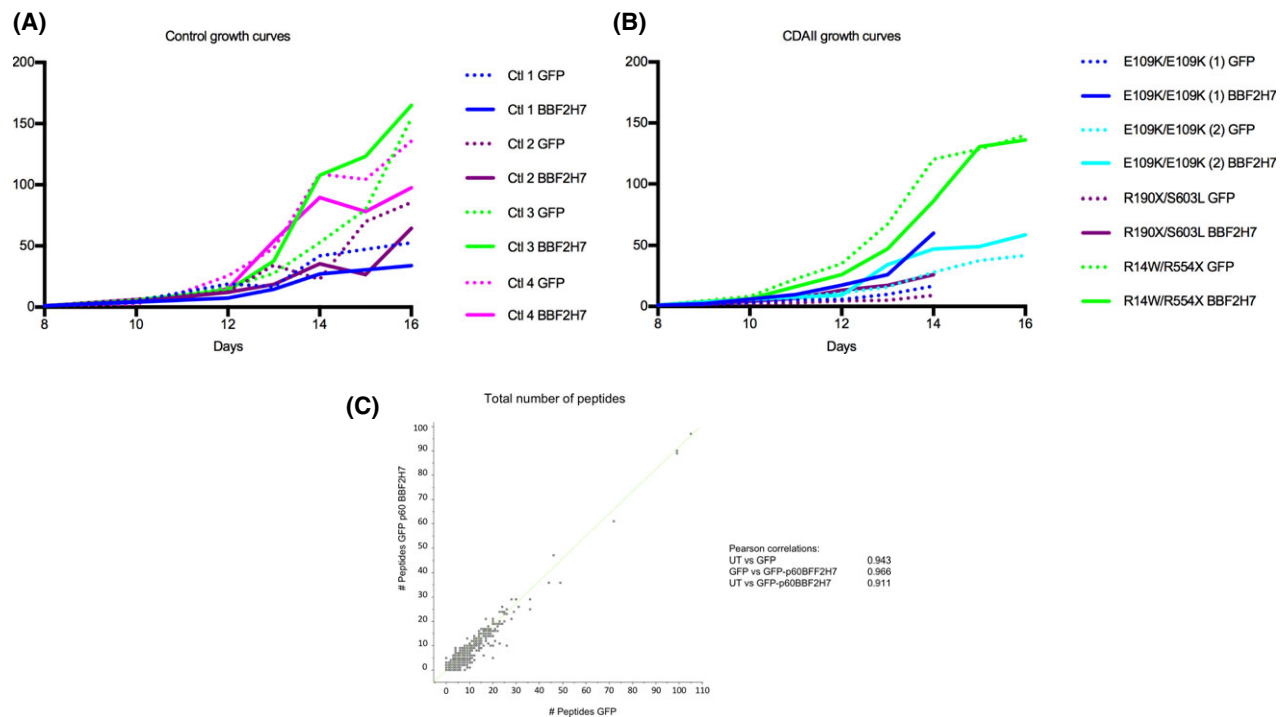 (A)
Control growth curves
200
150
100
50
0
8
10
12
14
16
Days
Ctl 1 GFP
Ctl 1 BBF2H7
Ctl 2 GFP
Ctl 2 BBF2H7
Ctl 3 GFP
Ctl 3 BBF2H7
Ctl 4 GFP
Ctl 4 BBF2H7
(B)
CDAII growth curves
200
150
100
50
0
8
10
12
14
16
Days
E109K/E109K (1) GFP
E109K/E109K (1) BBF2H7
E109K/E109K (2) GFP
E109K/E109K (2) BBF2H7
R190X/S603L GFP
R190X/S603L BBF2H7
R14W/R554X GFP
R14W/R554X BBF2H7
(C)
Total number of peptides
# Peptides GFP p60 BBF2H7
100
90
80
70
60
50
40
30
20
10
0
0 10 20 30 40 50 60 70 80 90 100 110
# Peptides GFP
Pearson correlations:
UT vs GFP 0.943
GFP vs GFP-p60BFF2H7 0.966
UT vs GFP-p60BBF2H7 0.911